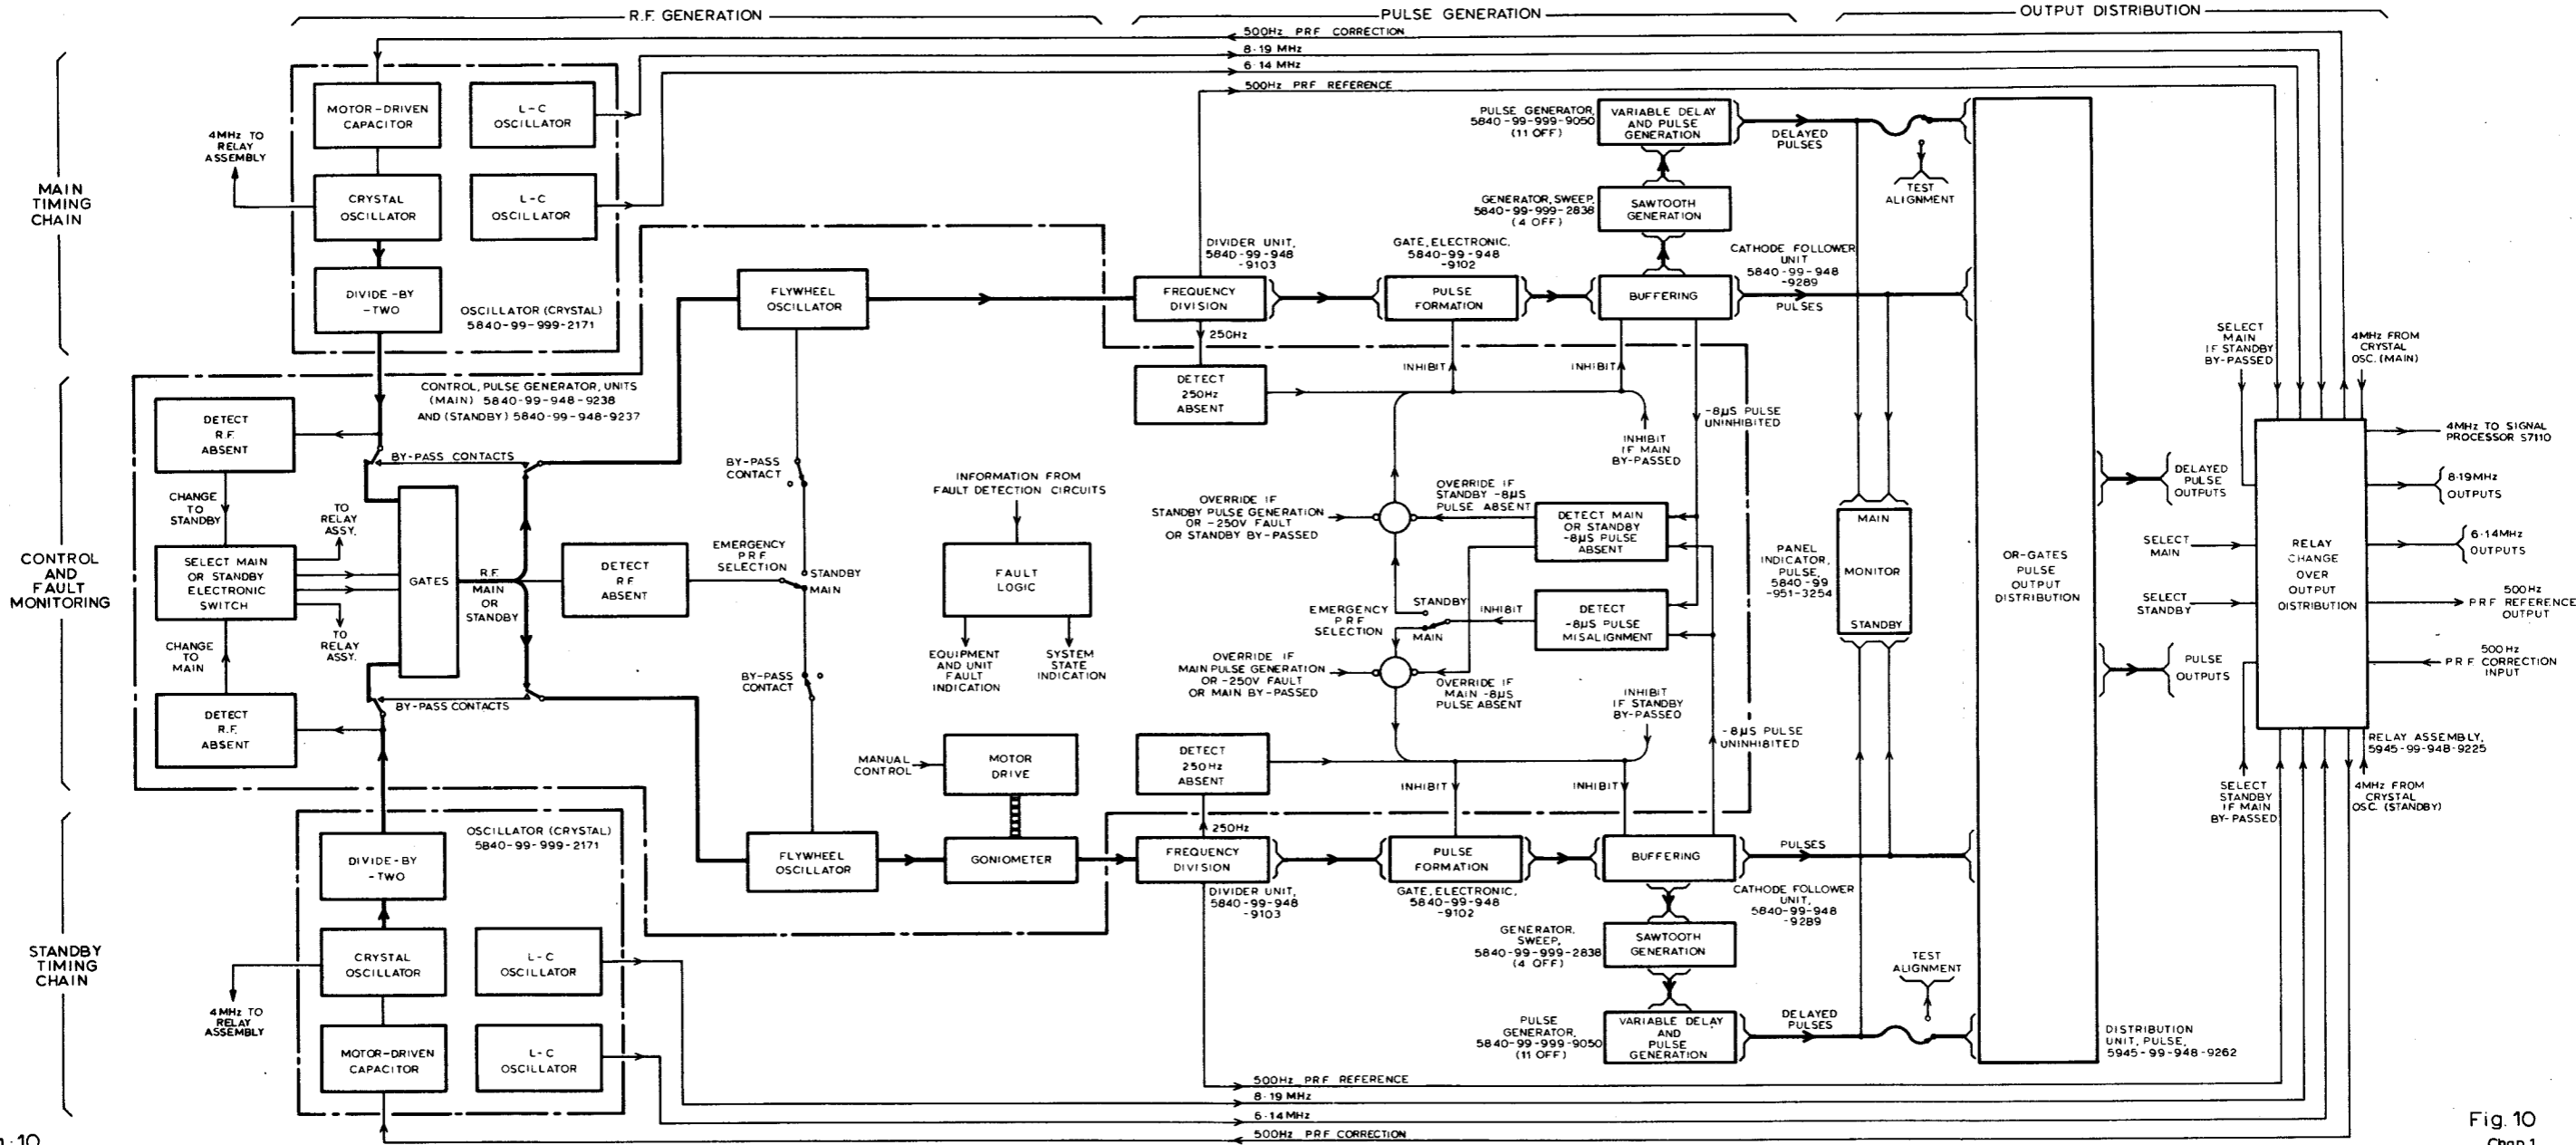 R.F. GENERATION
PULSE GENERATION
OUTPUT DISTRIBUTION
500Hz PRF CORRECTION
8·19 MHz
6·14 MHz
500Hz PRF REFERENCE
MAIN
TIMING
CHAIN
4MHz TO
RELAY
ASSEMBLY
MOTOR-DRIVEN
CAPACITOR
L-C
OSCILLATOR
CRYSTAL
OSCILLATOR
L-C
OSCILLATOR
DIVIDE-BY
-TWO
OSCILLATOR (CRYSTAL)
5840-99-999-2171
FLYWHEEL
OSCILLATOR
PULSE GENERATOR,
5840-99-999-9050
(11 OFF)
VARIABLE DELAY
AND PULSE
GENERATION
DELAYED
PULSES
TEST
ALIGNMENT
GENERATOR, SWEEP,
5840-99-999-2838
(4 OFF)
SAWTOOTH
GENERATION
DIVIDER UNIT,
584D-99-948
-9103
FREQUENCY
DIVISION
GATE, ELECTRONIC,
5840-99-948
-9102
PULSE
FORMATION
BUFFERING
CATHODE FOLLOWER
UNIT
5840-99-948
-9289
PULSES
250Hz
CONTROL
AND
FAULT
MONITORING
CONTROL, PULSE GENERATOR, UNITS
(MAIN) 5840-99-948-9238
AND (STANDBY) 5840-99-948-9237
DETECT
R.F.
ABSENT
BY-PASS CONTACTS
CHANGE
TO
STANDBY
TO
RELAY
ASSY.
SELECT MAIN
OR STANDBY
ELECTRONIC
SWITCH
GATES
R.F.
MAIN
OR
STANDBY
TO
RELAY
ASSY.
CHANGE
TO
MAIN
DETECT
R.F.
ABSENT
BY-PASS CONTACTS
DETECT
R.F
ABSENT
EMERGENCY
PRF
SELECTION
STANDBY
MAIN
BY-PASS
CONTACT
BY-PASS
CONTACT
INFORMATION FROM
FAULT DETECTION CIRCUITS
FAULT
LOGIC
EQUIPMENT
AND UNIT
FAULT
INDICATION
SYSTEM
STATE
INDICATION
DETECT
250Hz
ABSENT
INHIBIT
INHIBIT
INHIBIT
IF MAIN
BY-PASSED
-8µS PULSE
UNINHIBITED
OVERRIDE IF
STANDBY PULSE GENERATION
OR -250V FAULT
OR STANDBY BY-PASSED
OVERRIDE IF
STANDBY -8µS
PULSE ABSENT
DETECT MAIN
OR STANDBY
-8µS PULSE
ABSENT
EMERGENCY
PRF
SELECTION
STANDBY
MAIN
INHIBIT
DETECT
-8µS PULSE
MISALIGNMENT
OVERRIDE IF
MAIN PULSE GENERATION
OR -250V FAULT
OR MAIN BY-PASSED
OVERRIDE IF
MAIN -8µS
PULSE ABSENT
INHIBIT
IF STANDBY
BY-PASSED
-8µS PULSE
UNINHIBITED
DETECT
250Hz
ABSENT
INHIBIT
INHIBIT
PANEL
INDICATOR,
PULSE,
5840-99
-951-3254
MAIN
MONITOR
STANDBY
OR-GATES
PULSE
OUTPUT
DISTRIBUTION
DELAYED
PULSE
OUTPUTS
PULSE
OUTPUTS
SELECT
MAIN
IF STANDBY
BY-PASSED
4MHz FROM
CRYSTAL
OSC. (MAIN)
SELECT
MAIN
SELECT
STANDBY
RELAY
CHANGE
OVER
OUTPUT
DISTRIBUTION
4MHz TO SIGNAL
PROCESSOR S7110
8·19MHz
OUTPUTS
6·14MHz
OUTPUTS
500Hz
PRF REFERENCE
OUTPUT
500Hz
PRF CORRECTION
INPUT
RELAY ASSEMBLY,
5945-99-948-9225
SELECT
STANDBY
IF MAIN
BY-PASSED
4MHz FROM
CRYSTAL
OSC. (STANDBY)
MANUAL
CONTROL
MOTOR
DRIVE
STANDBY
TIMING
CHAIN
OSCILLATOR (CRYSTAL)
5840-99-999-2171
DIVIDE-BY
-TWO
CRYSTAL
OSCILLATOR
L-C
OSCILLATOR
4MHz TO
RELAY
ASSEMBLY
MOTOR-DRIVEN
CAPACITOR
L-C
OSCILLATOR
FLYWHEEL
OSCILLATOR
GONIOMETER
250Hz
FREQUENCY
DIVISION
DIVIDER UNIT,
5840-99-948
-9103
PULSE
FORMATION
GATE, ELECTRONIC,
5840-99-948
-9102
BUFFERING
PULSES
CATHODE FOLLOWER
UNIT,
5840-99-948
-9289
GENERATOR,
SWEEP,
5840-99-999-2838
(4 OFF)
SAWTOOTH
GENERATION
TEST
ALIGNMENT
PULSE
GENERATOR,
5840-99-999-9050
(11 OFF)
VARIABLE DELAY
AND
PULSE
GENERATION
DELAYED
PULSES
DISTRIBUTION
UNIT, PULSE,
5945-99-948-9262
500Hz PRF REFERENCE
8·19 MHz
6·14MHz
500Hz PRF CORRECTION
Fig. 10